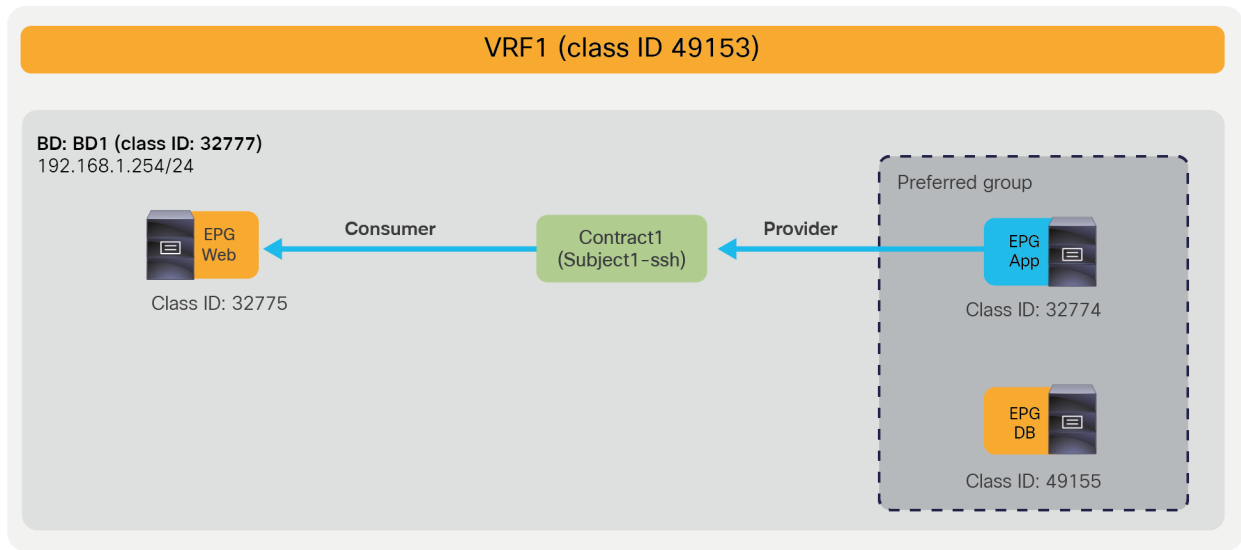 VRF1 (class ID 49153)
BD: BD1 (class ID: 32777)
192.168.1.254/24
Preferred group
EPG
Web
Consumer
Contract1
(Subject1-ssh)
Provider
EPG
App
Class ID: 32775
Class ID: 32774
EPG
DB
Class ID: 49155